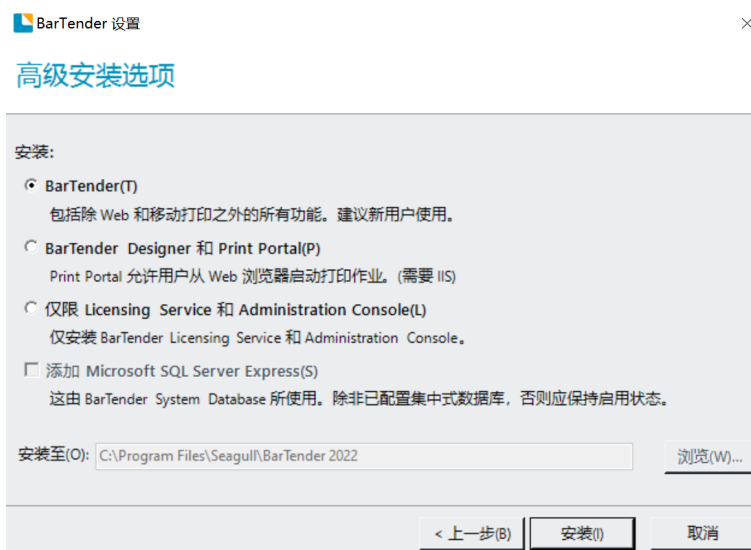 BarTender 设置
高级安装选项
安装:
BarTender(T)
包括除 Web 和移动打印之外的所有功能。建议新用户使用。
BarTender Designer 和 Print Portal(P)
Print Portal 允许用户从 Web 浏览器启动打印作业。(需要 IIS)
仅限 Licensing Service 和 Administration Console(L)
仅安装 BarTender Licensing Service 和 Administration Console。
添加 Microsoft SQL Server Express(S)
这由 BarTender System Database 所使用。除非已配置集中式数据库，否则应保持启用状态。
安装至(O): C:\Program Files\Seagull\BarTender 2022 浏览(W)...
< 上一步(B) 安装(I) 取消